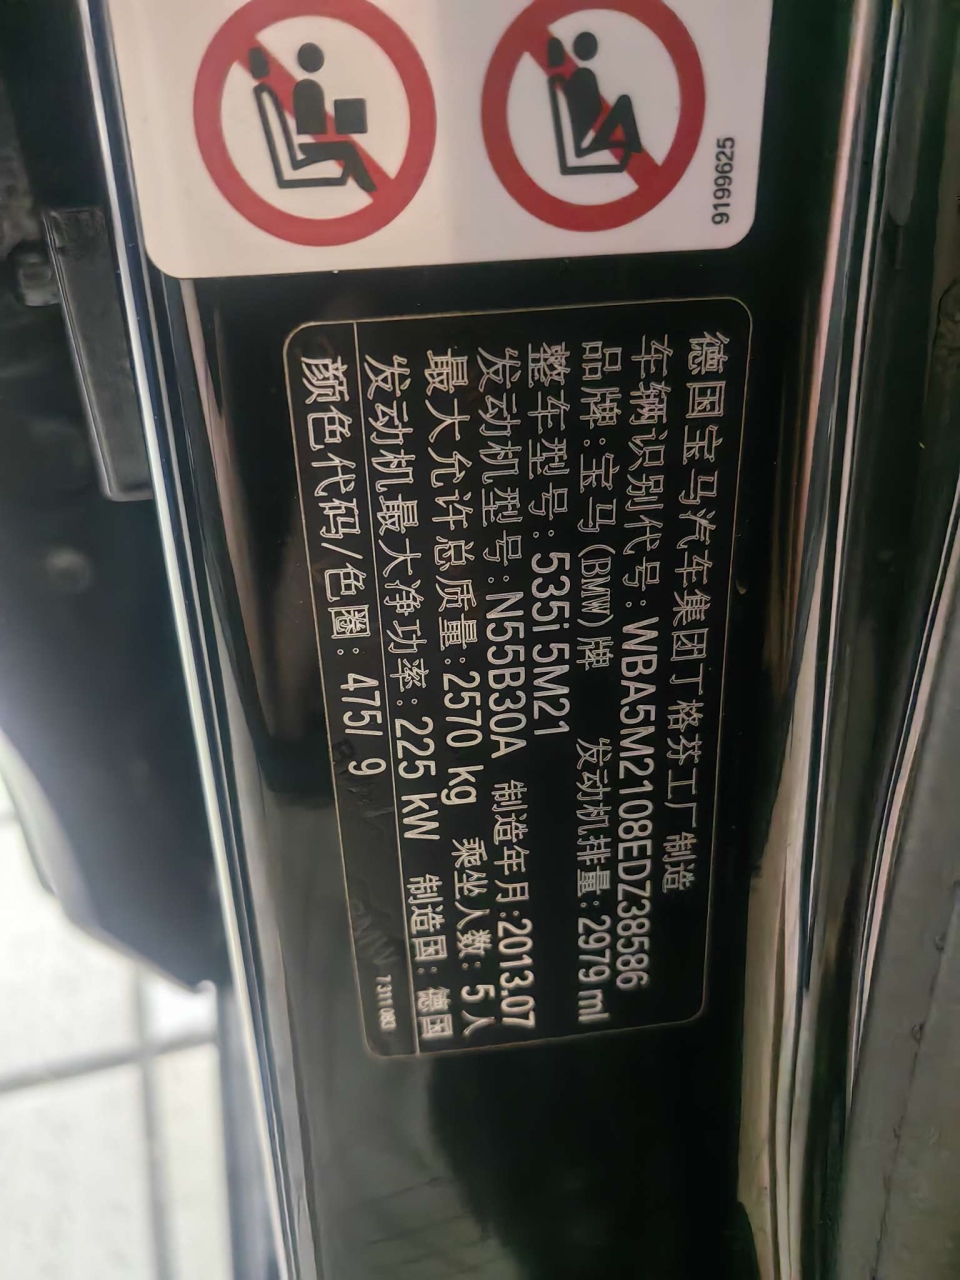 9199625
德国宝马汽车集团丁格芬工厂制造
车辆识别代号:WBA5M2108EDZ38586
品牌:宝马(BMW)牌 发动机排量:2979ml
整车型号:535i 5M21
发动机型号:N55B30A 制造年月:2013.07
最大允许总质量:2570 kg 乘坐人数:5人
发动机最大净功率:225 kW 制造国:德国
颜色代码/色圈:475/ 9
7311083